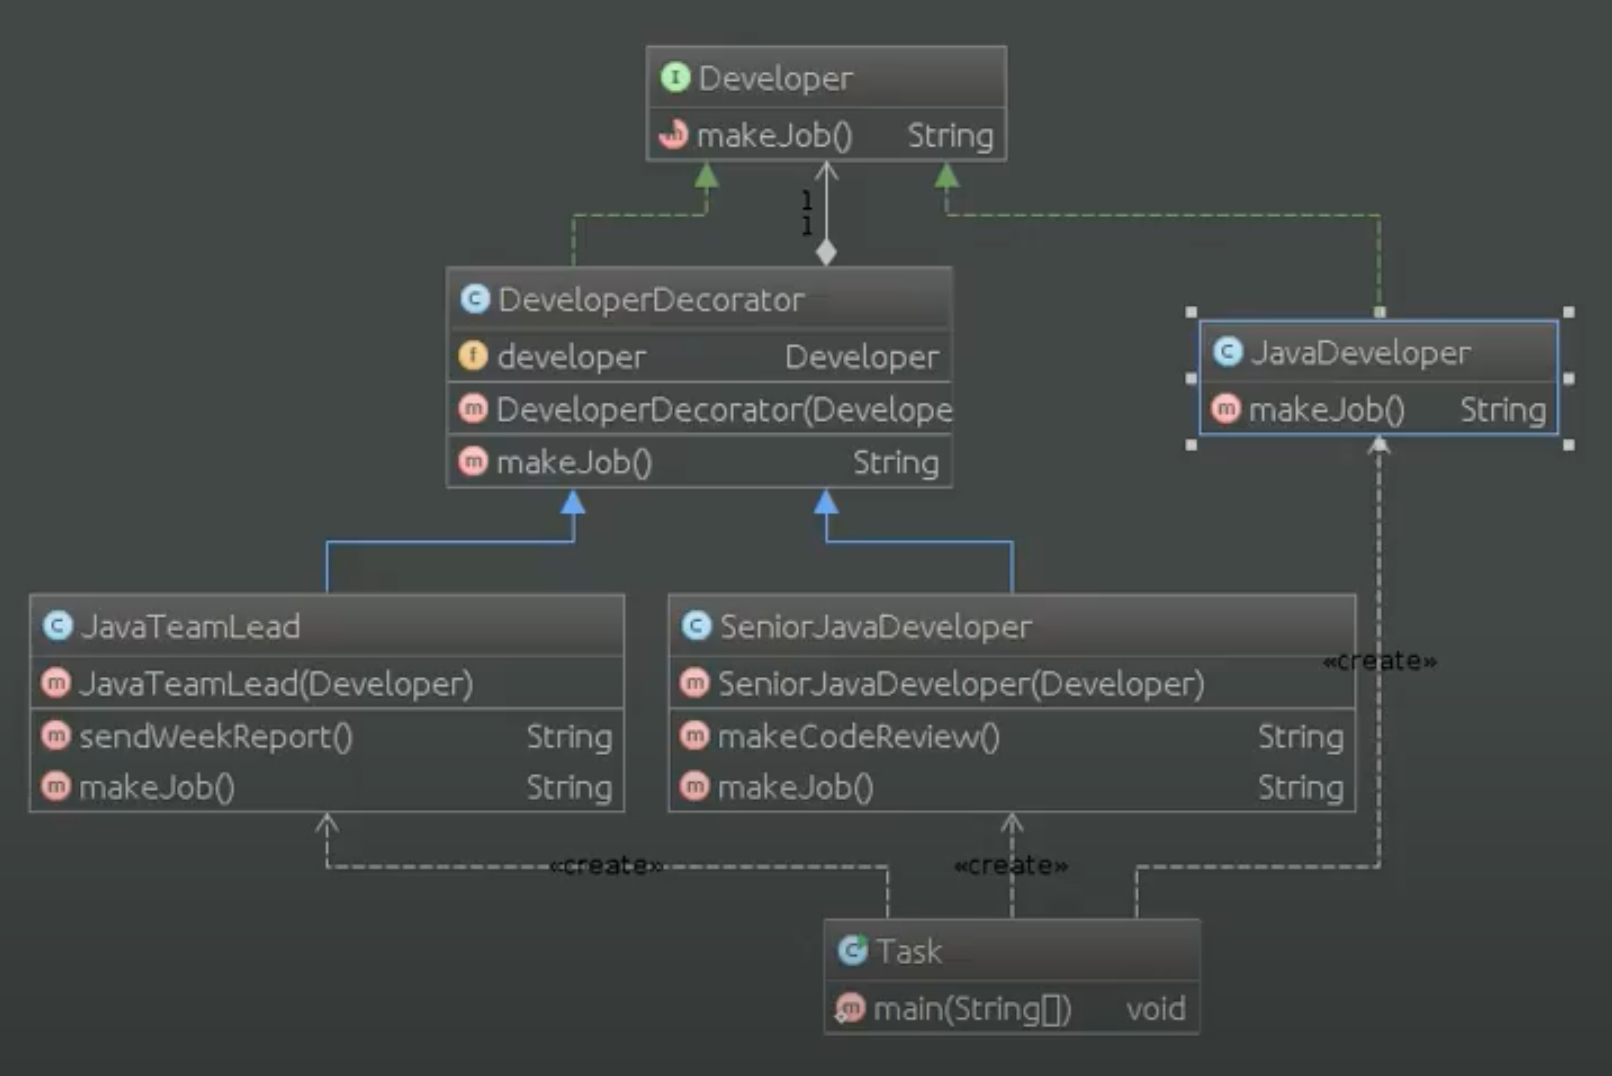 Developer
makeJob() String
1
1
DeveloperDecorator
developer Developer
DeveloperDecorator(Develope
makeJob() String
JavaDeveloper
makeJob() String
JavaTeamLead
JavaTeamLead(Developer)
sendWeekReport() String
makeJob() String
SeniorJavaDeveloper
SeniorJavaDeveloper(Developer)
makeCodeReview() String
makeJob() String
«create»
«create»
«create»
Task
main(String[]) void